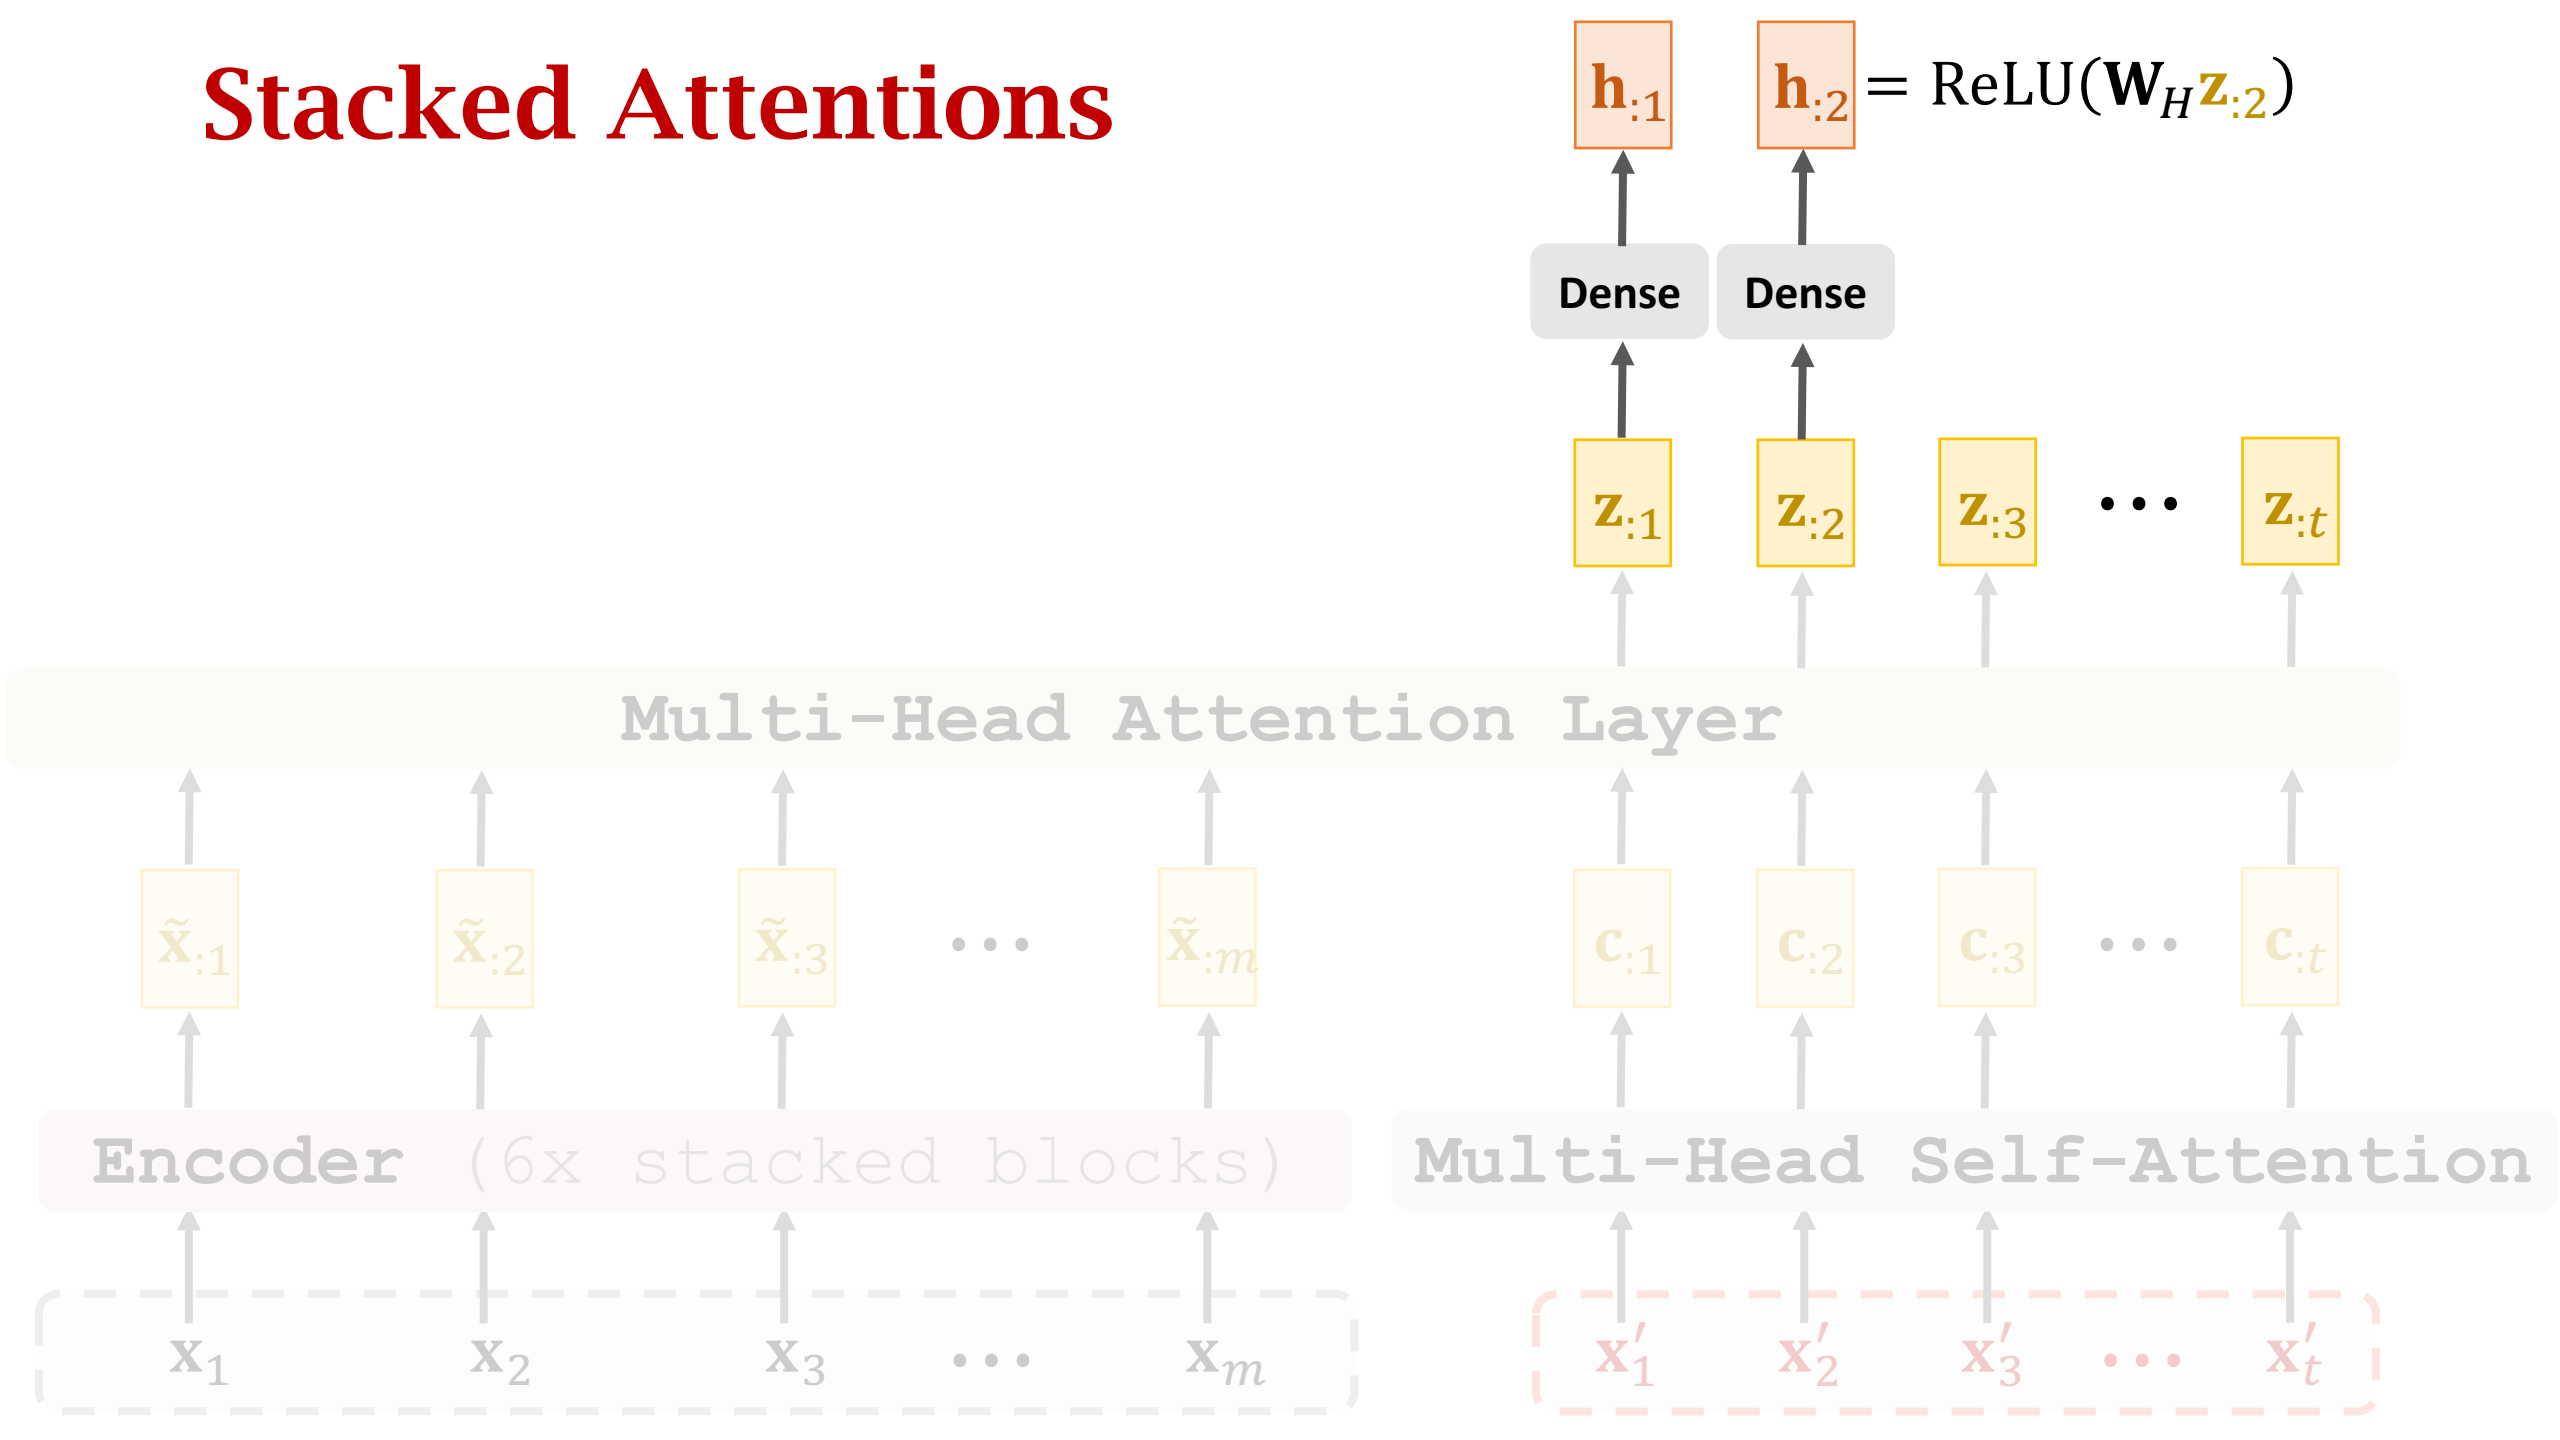 Stacked Attentions
h:1 h:2 = ReLU(W_H z:2)
Dense Dense
z:1 z:2 z:3 ⋯ z:t
Multi-Head Attention Layer
x̃:1 x̃:2 x̃:3 ⋯ x̃:m c:1 c:2 c:3 ⋯ c:t
Encoder (6x stacked blocks) Multi-Head Self-Attention
x₁ x₂ x₃ ⋯ xₘ x′₁ x′₂ x′₃ ⋯ x′ₜ